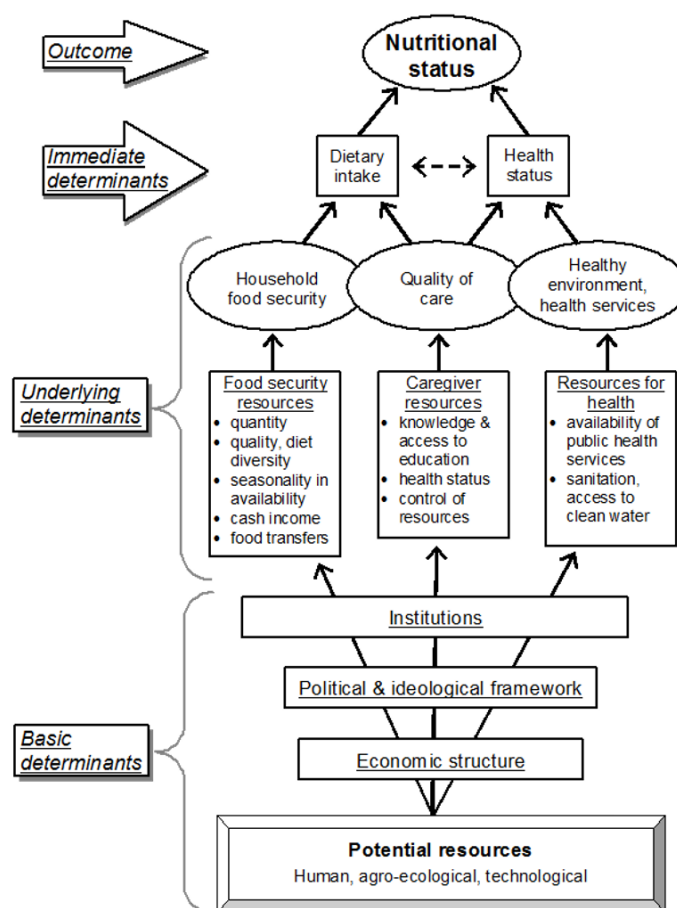 Outcome
Nutritional
status
Immediate
determinants
Dietary
intake
Health
status
Household
food security
Quality of
care
Healthy
environment,
health services
Underlying
determinants
Food security
resources
• quantity
• quality, diet
diversity
• seasonality in
availability
• cash income
• food transfers
Caregiver
resources
• knowledge &
access to
education
• health status
• control of
resources
Resources for
health
• availability of
public health
services
• sanitation,
access to
clean water
Basic
determinants
Institutions
Political & ideological framework
Economic structure
Potential resources
Human, agro-ecological, technological